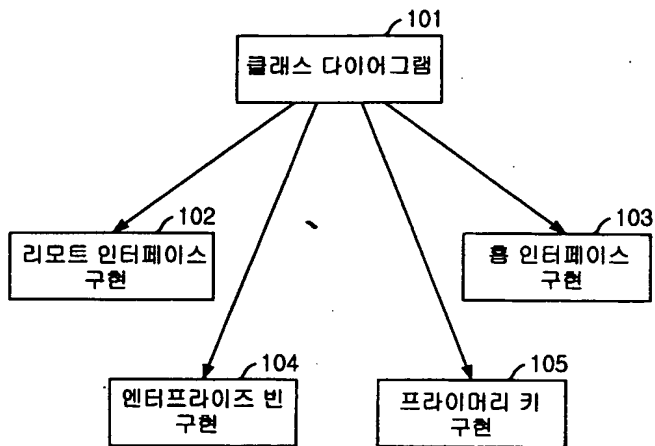 101
클래스 다이어그램
102
리모트 인터페이스
구현
103
홈 인터페이스
구현
104
엔터프라이즈 빈
구현
105
프라이머리 키
구현